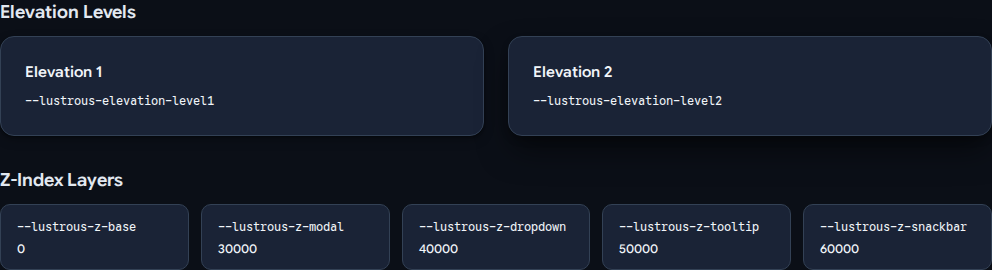 Elevation Levels
Elevation 1
--lustrous-elevation-level1
Elevation 2
--lustrous-elevation-level2
Z-Index Layers
--lustrous-z-base
0
--lustrous-z-modal
30000
--lustrous-z-dropdown
40000
--lustrous-z-tooltip
50000
--lustrous-z-snackbar
60000